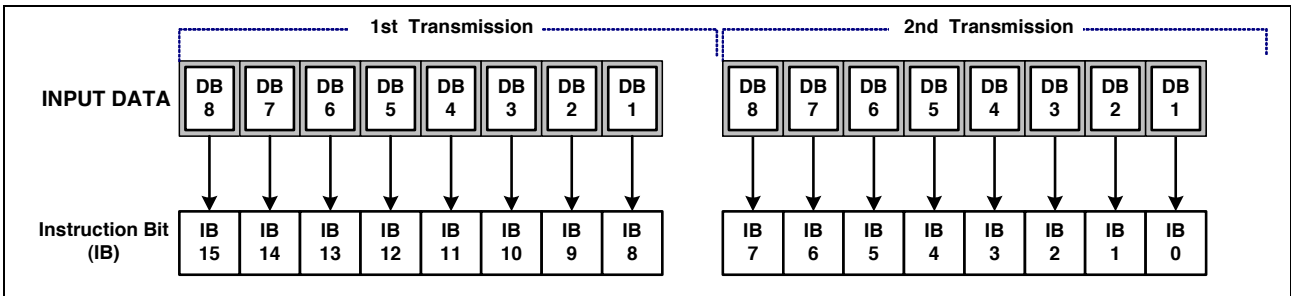 1st Transmission 2nd Transmission
INPUT DATA DB 8 DB 7 DB 6 DB 5 DB 4 DB 3 DB 2 DB 1 DB 8 DB 7 DB 6 DB 5 DB 4 DB 3 DB 2 DB 1
Instruction Bit (IB) IB 15 IB 14 IB 13 IB 12 IB 11 IB 10 IB 9 IB 8 IB 7 IB 6 IB 5 IB 4 IB 3 IB 2 IB 1 IB 0